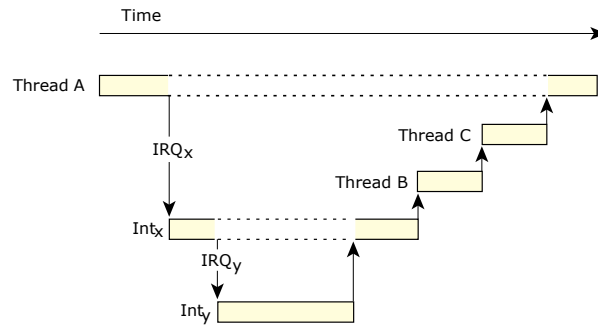 Time
Thread A
Thread C
IRQx
Thread B
Intx
IRQy
Inty